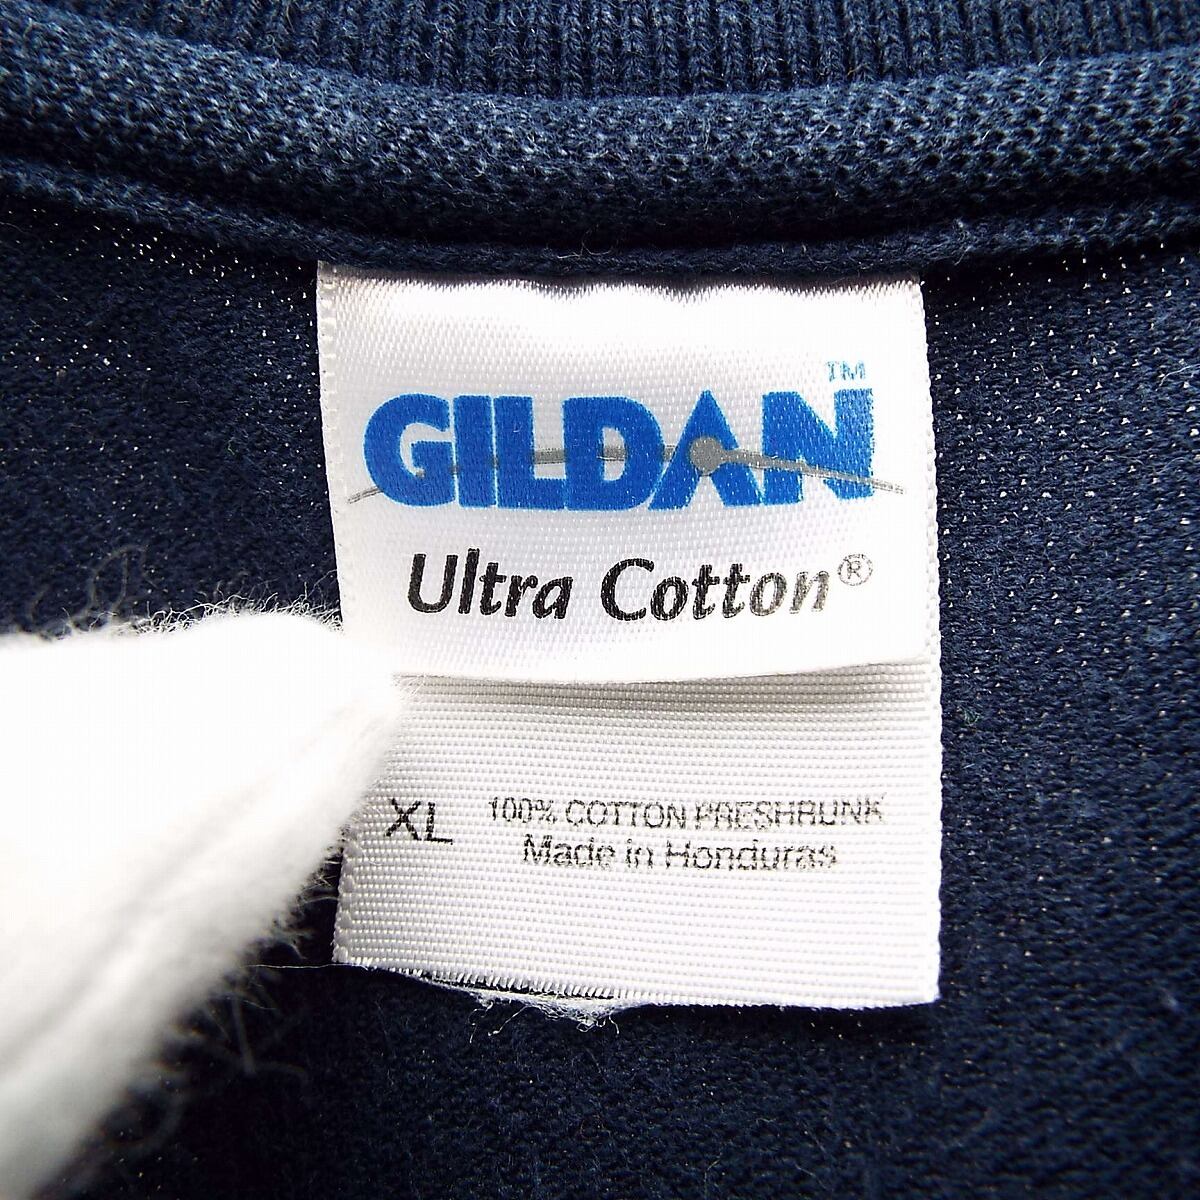 GILDAN™
Ultra Cotton®
XL 100% COTTON PRESHRUNK
Made in Honduras